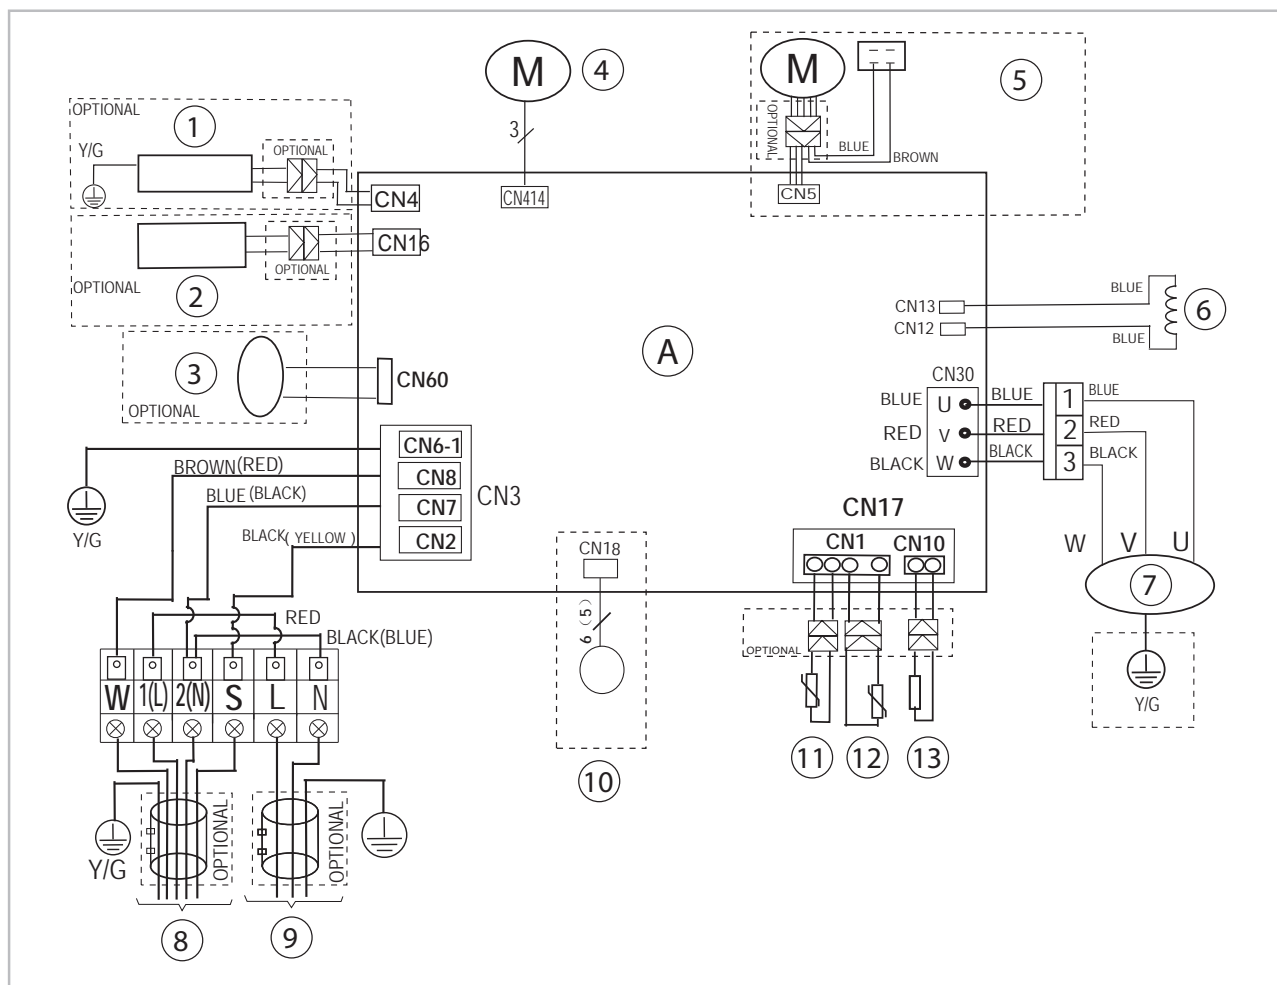 M
4
M
5
OPTIONAL
BLUE
BROWN
CN5
3
CN414
OPTIONAL
1
Y/G
OPTIONAL
CN4
CN16
OPTIONAL
OPTIONAL
2
3
OPTIONAL
CN60
A
CN13
CN12
BLUE
BLUE
6
CN30
BLUE U BLUE 1 BLUE
RED V RED 2 RED
BLACK W BLACK 3 BLACK
CN6-1
CN8
CN7
CN2
CN3
BROWN(RED)
BLUE(BLACK)
BLACK(YELLOW)
Y/G
CN17
CN1 CN10
W V U
7
Y/G
CN18
6(5)
10
OPTIONAL
11 12 13
RED
BLACK(BLUE)
W 1(L) 2(N) S L N
Y/G
OPTIONAL
OPTIONAL
8 9